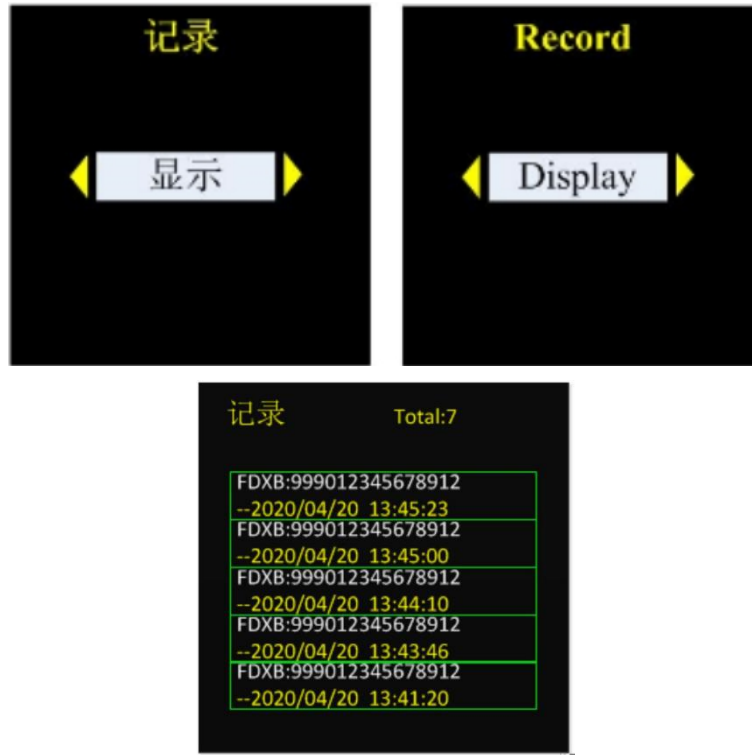 记录
显示
Record
Display
记录 Total:7
FDXB:999012345678912
--2020/04/20 13:45:23
FDXB:999012345678912
--2020/04/20 13:45:00
FDXB:999012345678912
--2020/04/20 13:44:10
FDXB:999012345678912
--2020/04/20 13:43:46
FDXB:999012345678912
--2020/04/20 13:41:20